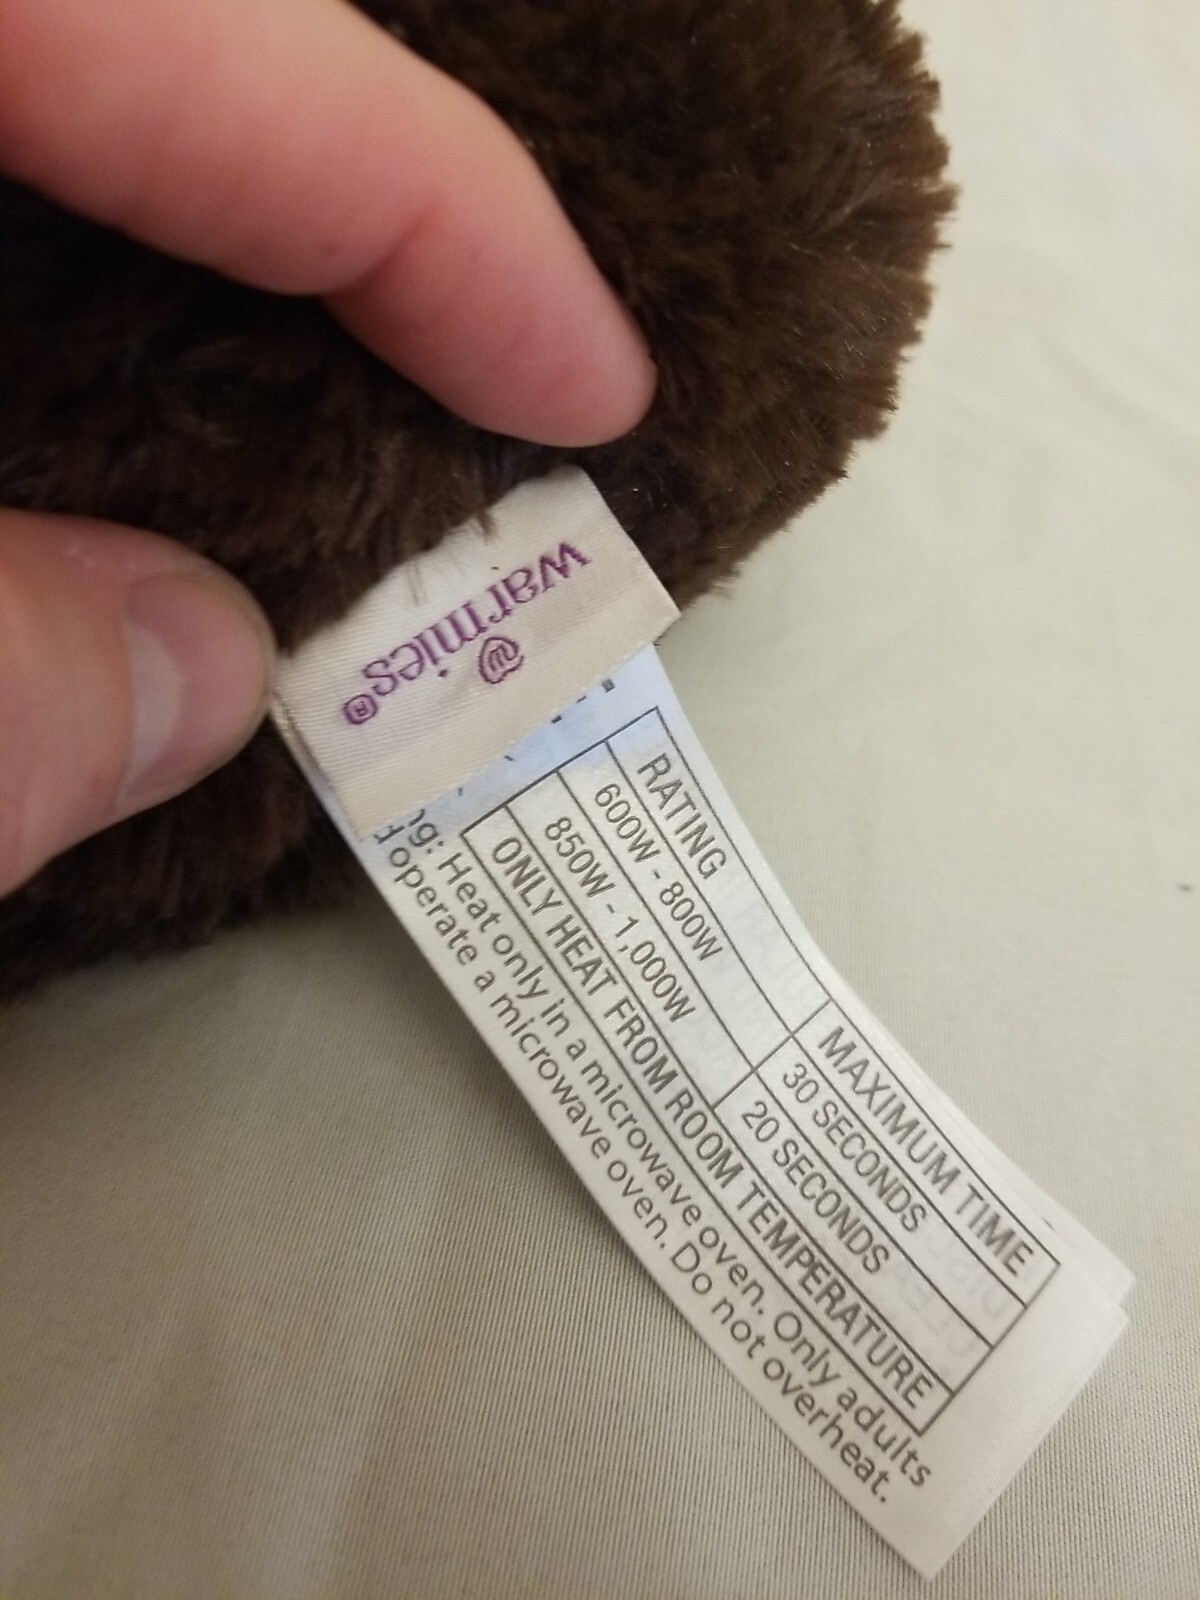 warmies®
RATING MAXIMUM TIME
600W - 800W 30 SECONDS
850W - 1,000W 20 SECONDS
ONLY HEAT FROM ROOM TEMPERATURE
Heat only in a microwave oven. Only adults
operate a microwave oven. Do not overheat.